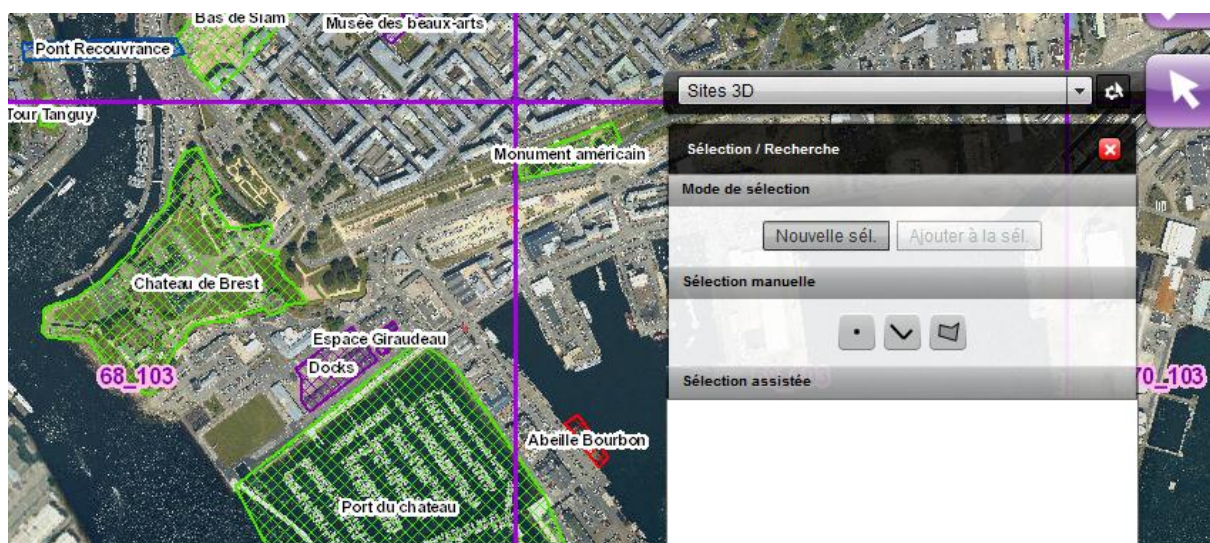 Bas de Siam
Musée des beaux-arts
Pont Recouvrance
Sites 3D
Tour Tanguy
Monument américain
Sélection / Recherche
Mode de sélection
Nouvelle sél.
Ajouter à la sél.
Chateau de Brest
Sélection manuelle
Espace Giraudeau
Docks
68_103
Sélection assistée
70_103
Abeille Bourbon
Port du chateau